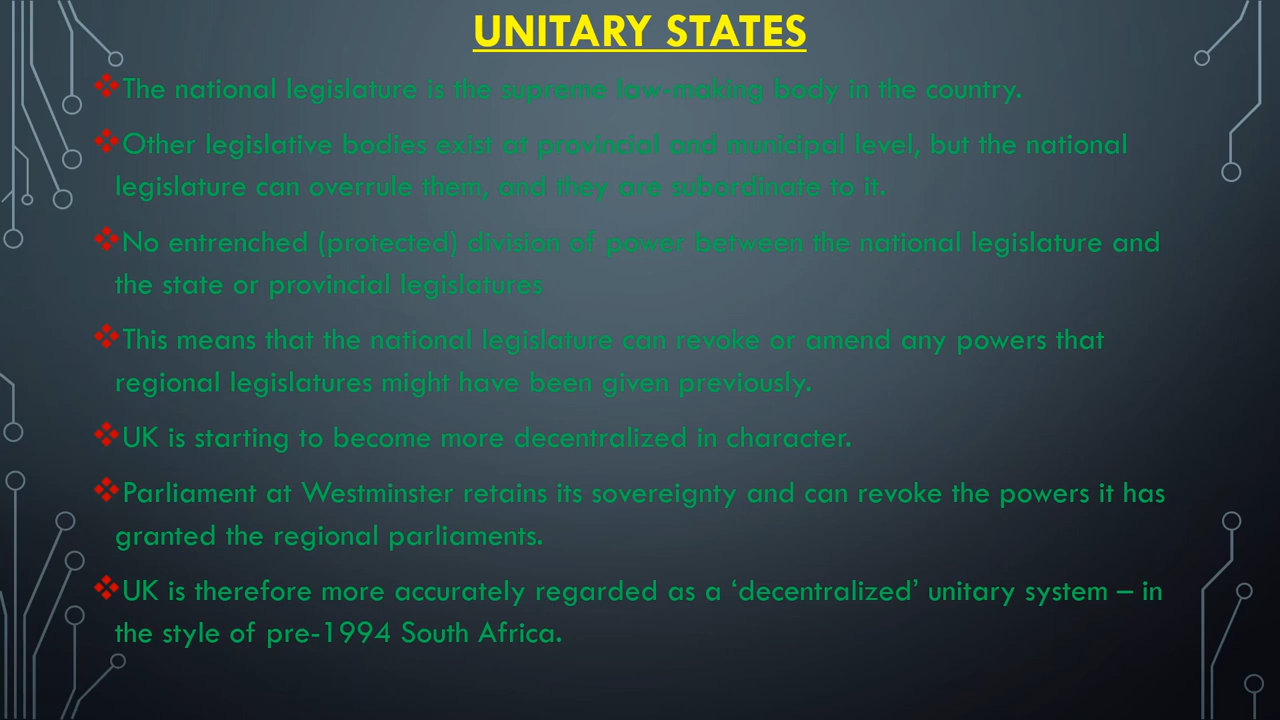 UNITARY STATES
❖The national legislature is the supreme law-making body in the country.
❖Other legislative bodies exist at provincial and municipal level, but the national
legislature can overrule them, and they are subordinate to it.
❖No entrenched (protected) division of power between the national legislature and
the state or provincial legislatures
❖This means that the national legislature can revoke or amend any powers that
regional legislatures might have been given previously.
❖UK is starting to become more decentralized in character.
❖Parliament at Westminster retains its sovereignty and can revoke the powers it has
granted the regional parliaments.
❖UK is therefore more accurately regarded as a ‘decentralized’ unitary system – in
the style of pre-1994 South Africa.